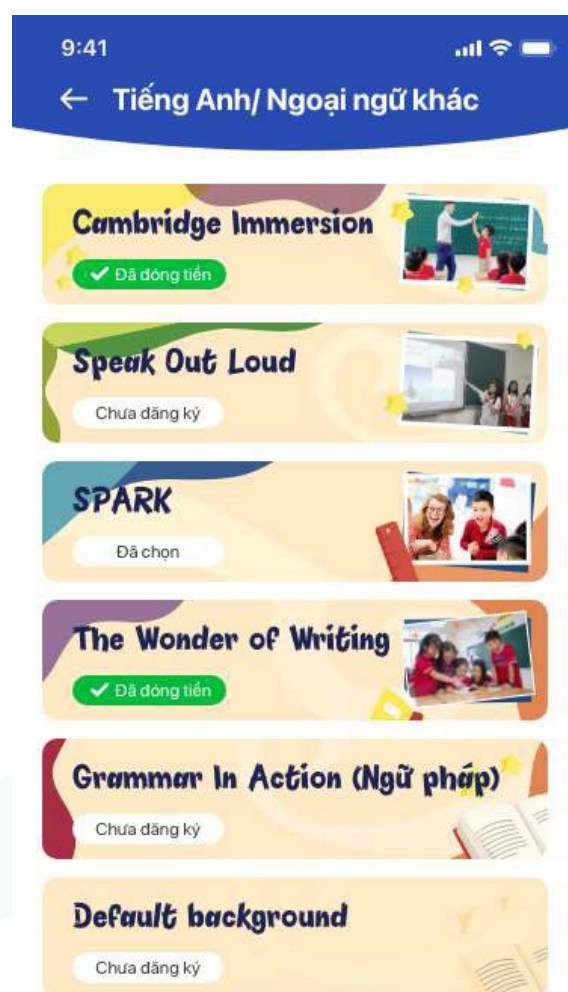 9:41
Tiếng Anh/ Ngoại ngữ khác
Cambridge Immersion
Đã đóng tiền
Speak Out Loud
Chưa đăng ký
SPARK
Đã chọn
The Wonder of Writing
Đã đóng tiền
Grammar In Action (Ngữ pháp)
Chưa đăng ký
Default background
Chưa đăng ký